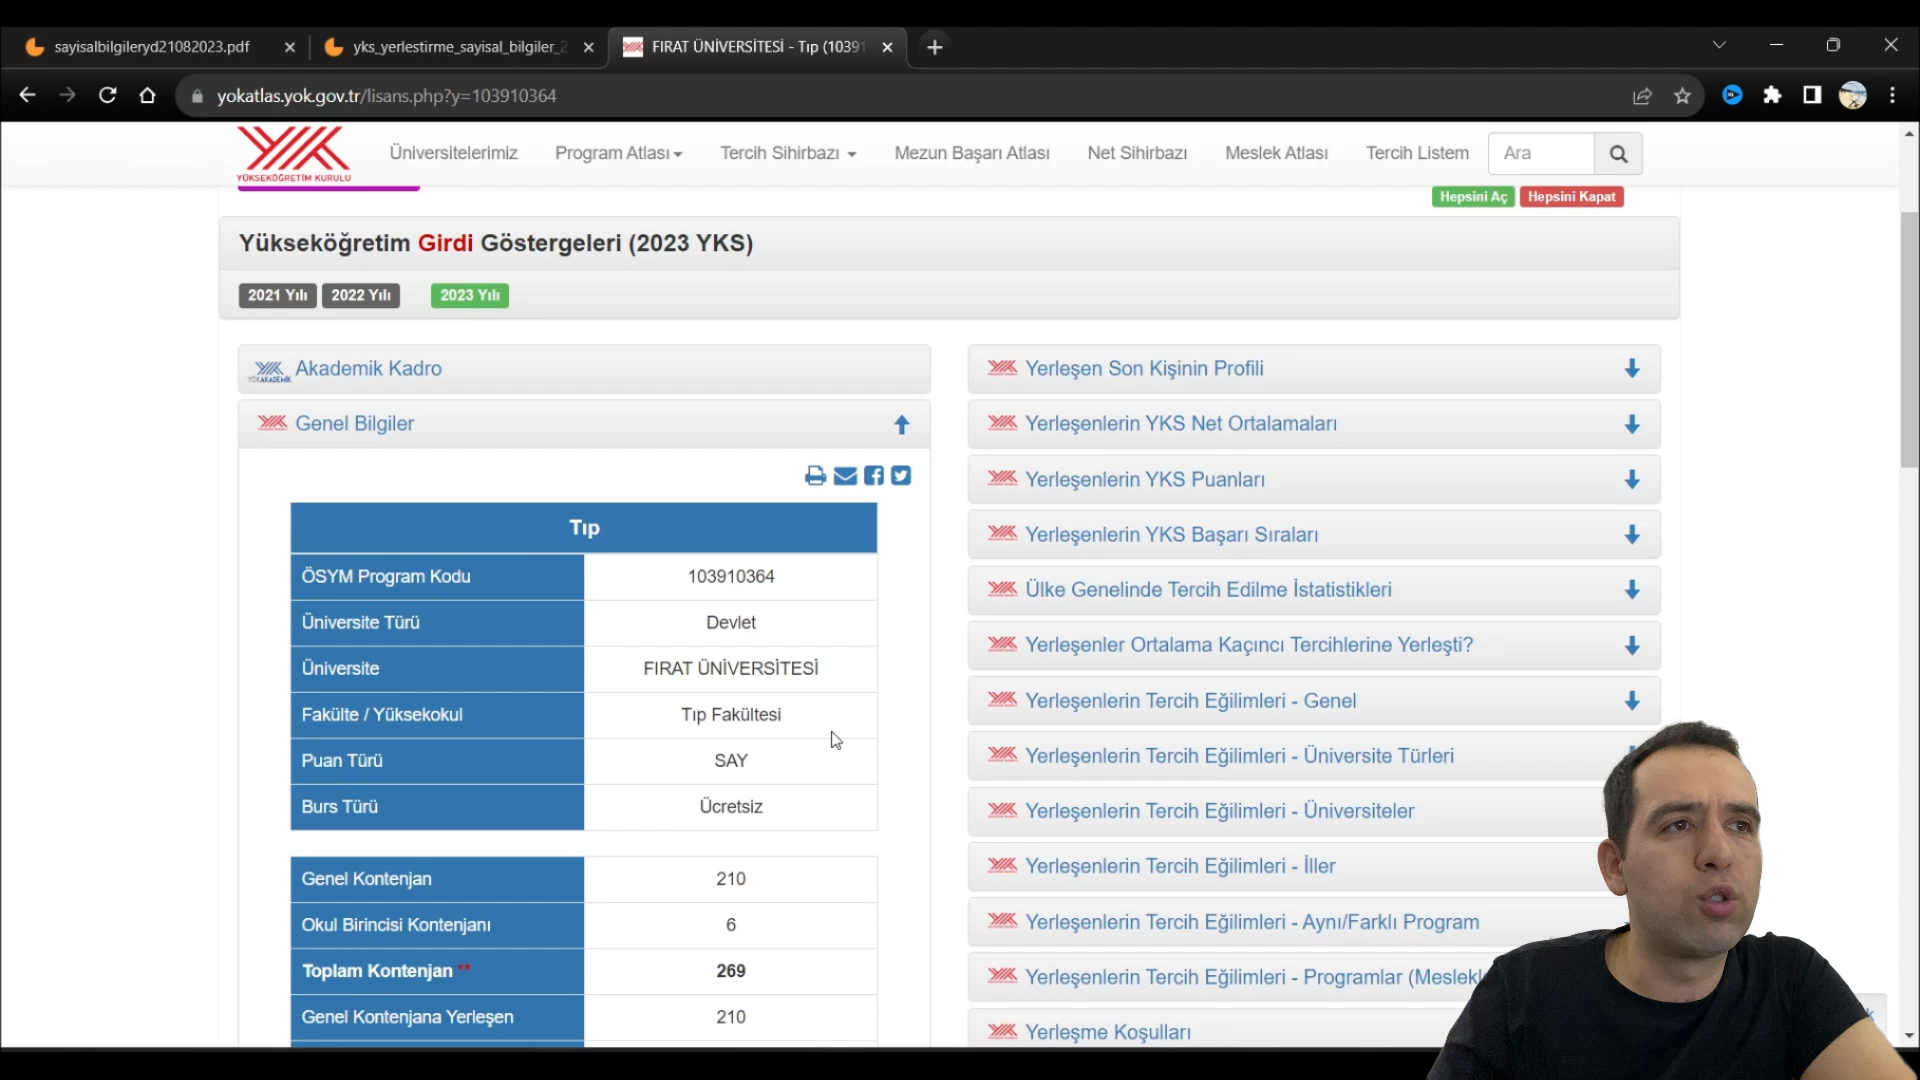 sayisalbilgileryd21082023.pdf
yks_yerlestirme_sayisal_bilgiler_2
FIRAT ÜNİVERSİTESİ - Tıp (10391
yokatlas.yok.gov.tr/lisans.php?y=103910364
YÜKSEKÖĞRETİM KURULU
Üniversitelerimiz
Program Atlası
Tercih Sihirbazı
Mezun Başarı Atlası
Net Sihirbazı
Meslek Atlası
Tercih Listem
Ara
Hepsini Aç
Hepsini Kapat
Yükseköğretim Girdi Göstergeleri (2023 YKS)
2021 Yılı
2022 Yılı
2023 Yılı
Akademik Kadro
Genel Bilgiler
Tıp
ÖSYM Program Kodu 103910364
Üniversite Türü Devlet
Üniversite FIRAT ÜNİVERSİTESİ
Fakülte / Yüksekokul Tıp Fakültesi
Puan Türü SAY
Burs Türü Ücretsiz
Genel Kontenjan 210
Okul Birincisi Kontenjanı 6
Toplam Kontenjan ** 269
Genel Kontenjana Yerleşen 210
Yerleşen Son Kişinin Profili
Yerleşenlerin YKS Net Ortalamaları
Yerleşenlerin YKS Puanları
Yerleşenlerin YKS Başarı Sıraları
Ülke Genelinde Tercih Edilme İstatistikleri
Yerleşenler Ortalama Kaçıncı Tercihlerine Yerleşti?
Yerleşenlerin Tercih Eğilimleri - Genel
Yerleşenlerin Tercih Eğilimleri - Üniversite Türleri
Yerleşenlerin Tercih Eğilimleri - Üniversiteler
Yerleşenlerin Tercih Eğilimleri - İller
Yerleşenlerin Tercih Eğilimleri - Aynı/Farklı Program
Yerleşenlerin Tercih Eğilimleri - Programlar (Meslekl
Yerleşme Koşulları